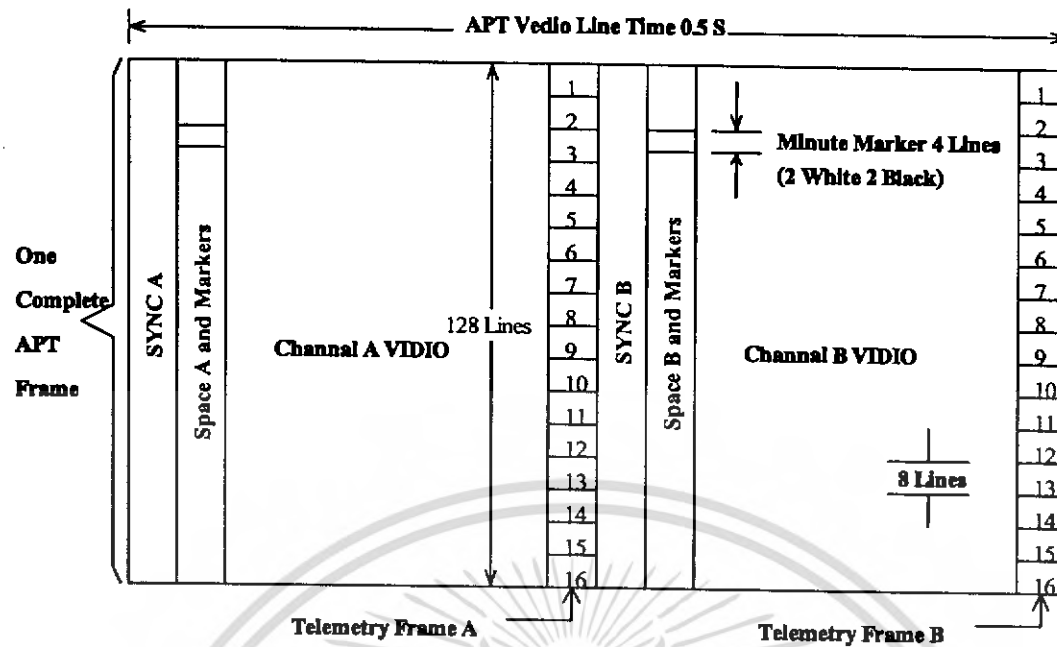 APT Vedio Line Time 0.5 S
One
Complete
APT
Frame
SYNC A
Space A and Markers
Channal A VIDIO
128 Lines
1
2
3
4
5
6
7
8
9
10
11
12
13
14
15
16
SYNC B
Space B and Markers
Minute Marker 4 Lines
(2 White 2 Black)
Channal B VIDIO
8 Lines
1
2
3
4
5
6
7
8
9
10
11
12
13
14
15
16
Telemetry Frame A
Telemetry Frame B